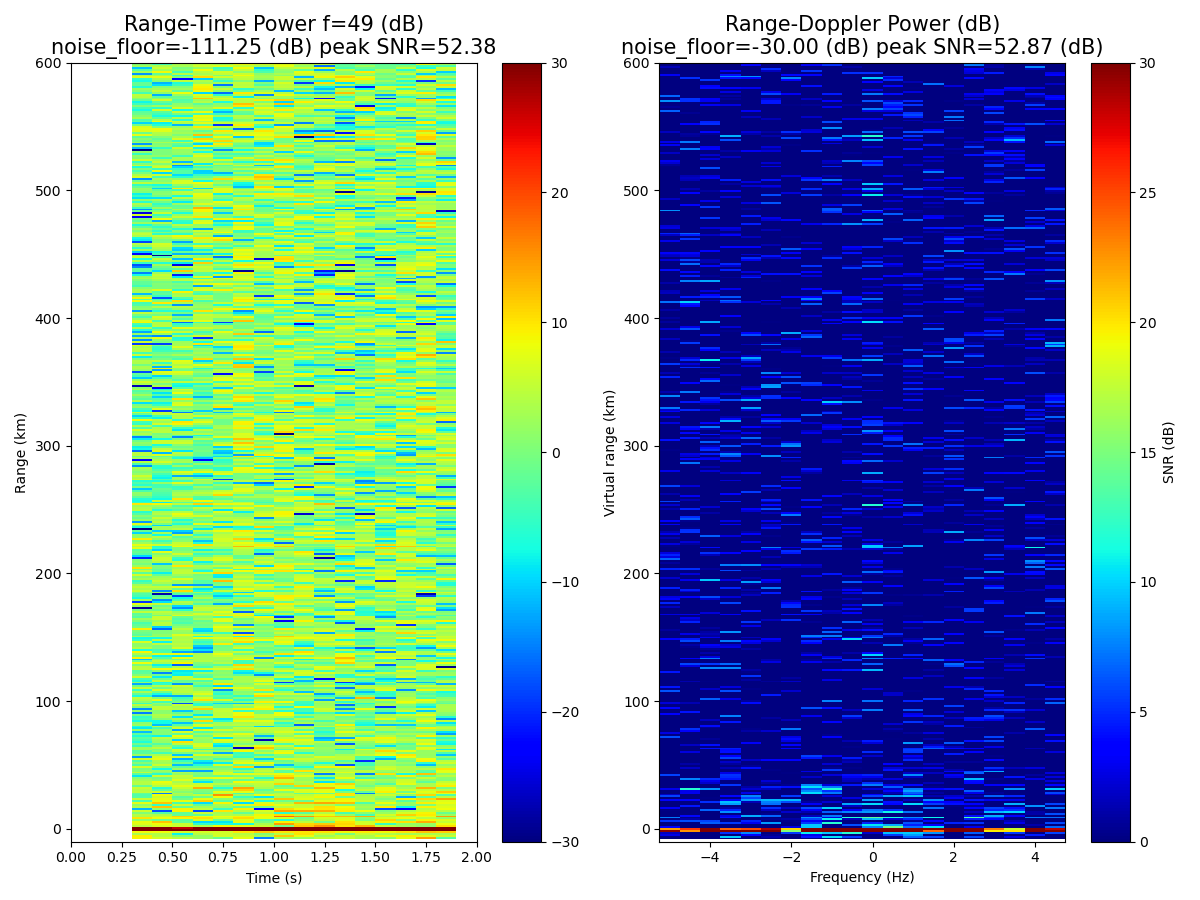 Range-Time Power f=49 (dB)
noise_floor=-111.25 (dB) peak SNR=52.38
Range (km)
600
500
400
300
200
100
0
0.00 0.25 0.50 0.75 1.00 1.25 1.50 1.75 2.00
Time (s)
30
20
10
0
−10
−20
−30
Range-Doppler Power (dB)
noise_floor=-30.00 (dB) peak SNR=52.87 (dB)
Virtual range (km)
600
500
400
300
200
100
0
−4 −2 0 2 4
Frequency (Hz)
30
25
20
15
10
5
0
SNR (dB)